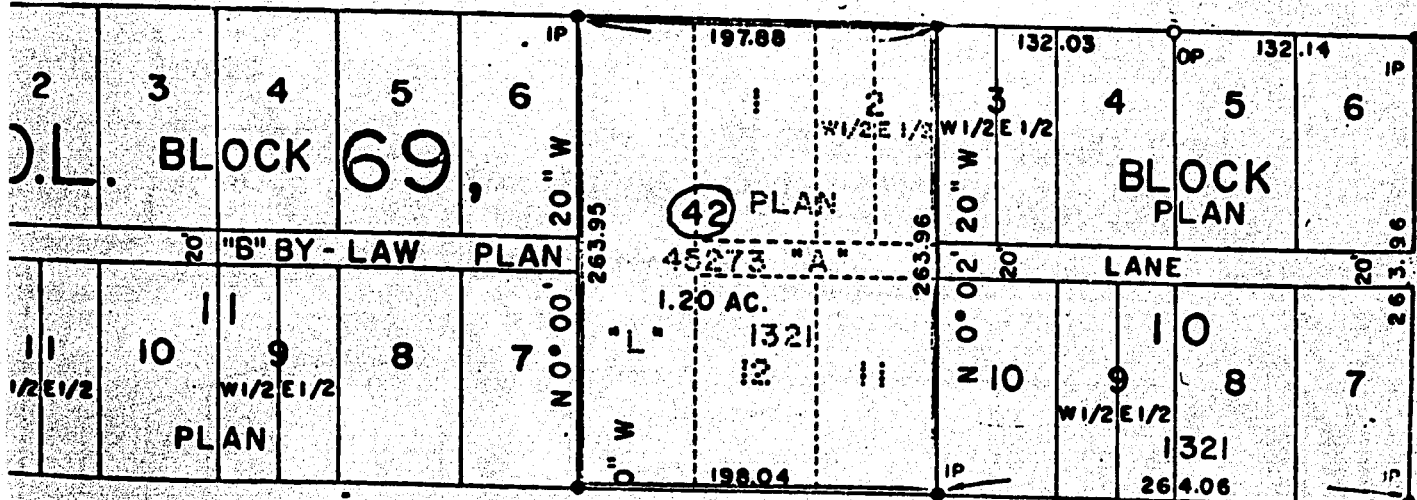 IP 197.88 132.03 OP 132.14 IP
2 3 4 5 6 1 2 3 4 5 6
W1/2 E1/2 W1/2 E1/2
D.L. BLOCK 69, BLOCK
PLAN
42 PLAN
20" W 263.95 263.96 20" W 263.96
20' "B" BY-LAW PLAN 45273 "A" 20' LANE 20'
1.20 AC.
11 "L" 1321 10
11 10 9 8 7 12 11 10 9 8 7
1/2 E1/2 W1/2 E1/2 W1/2 E1/2
N 0° 00' N 0° 02'
PLAN 0" W 1321
198.04 IP 264.06 IP